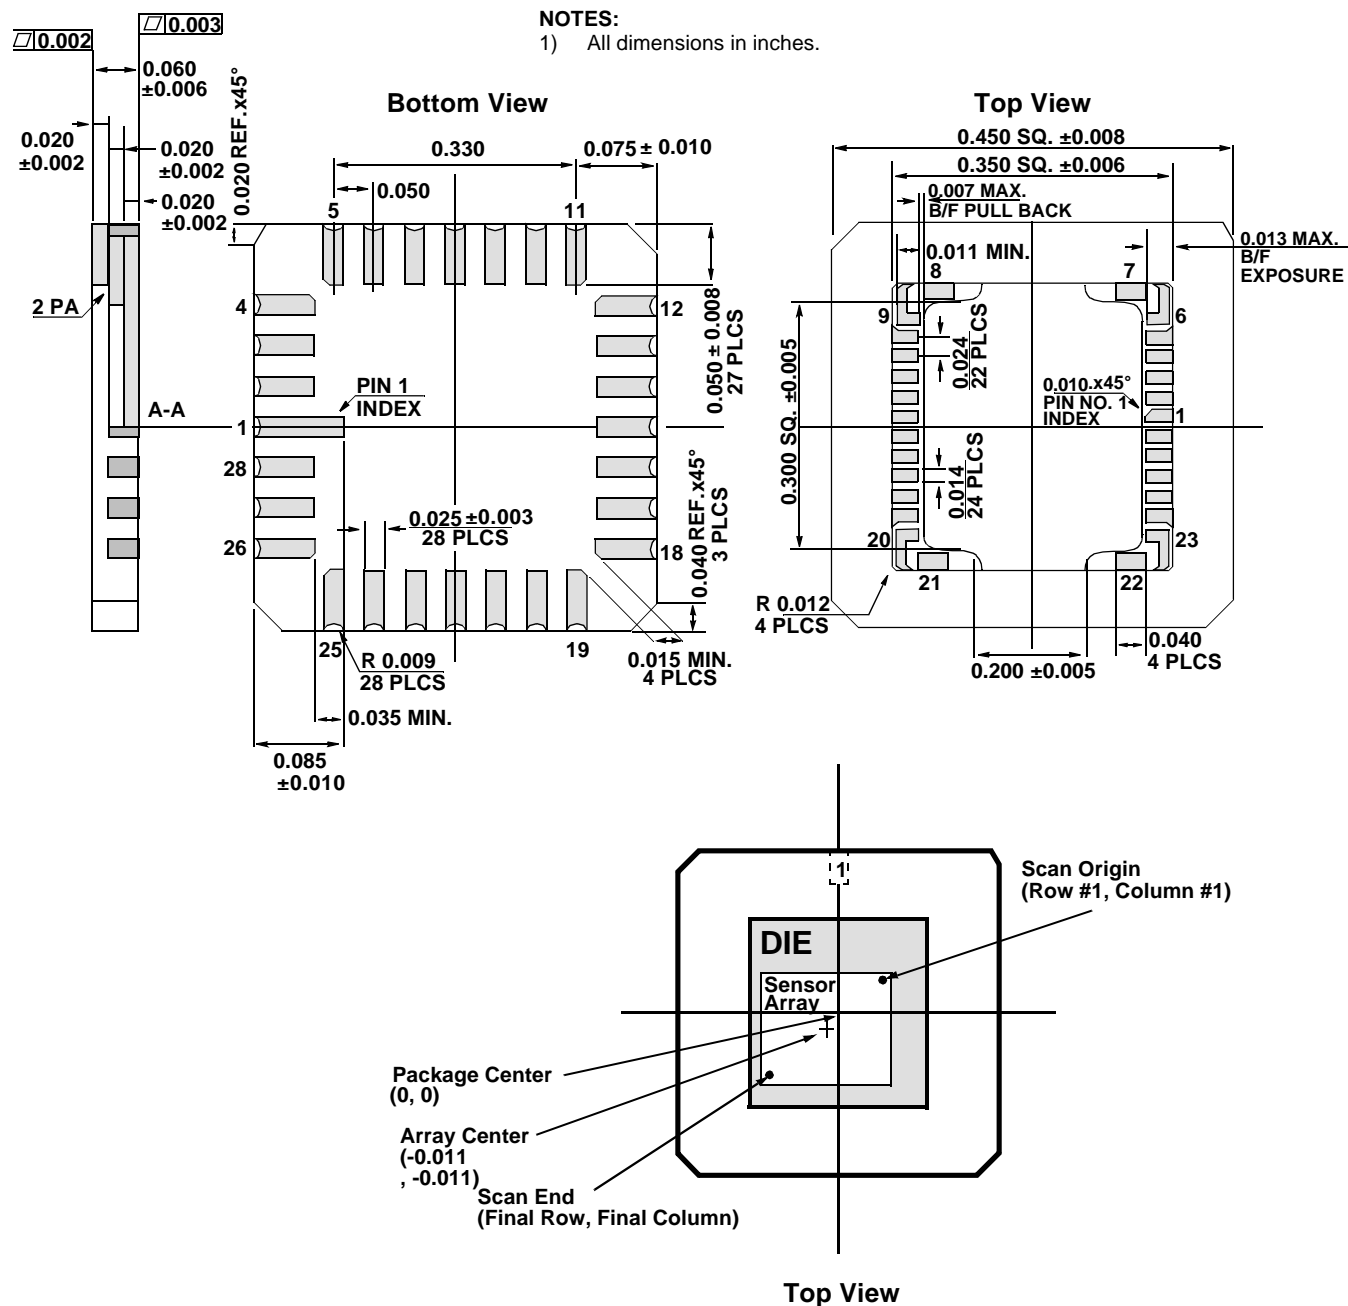 NOTES:
1) All dimensions in inches.
0.003
0.002
0.060
±0.006
0.020 REF.x45°
0.020
±0.002
0.020
±0.002
0.020
±0.002
2 PA
A-A
Bottom View
0.330
0.075 ± 0.010
0.050
5
11
4
12
0.050 ± 0.008
27 PLCS
PIN 1
INDEX
1
28
26
18
0.025 ±0.003
28 PLCS
0.040 REF.x45°
3 PLCS
25
19
R 0.009
28 PLCS
0.015 MIN.
4 PLCS
0.035 MIN.
0.085
±0.010
Top View
0.450 SQ. ±0.008
0.350 SQ. ±0.006
0.007 MAX.
B/F PULL BACK
0.011 MIN.
0.013 MAX.
B/F
EXPOSURE
8
7
9
6
0.024
22 PLCS
0.300 SQ. ±0.005
0.010.x45°
PIN NO. 1
INDEX
1
0.014
24 PLCS
20
23
21
22
R 0.012
4 PLCS
0.040
4 PLCS
0.200 ±0.005
1
Scan Origin
(Row #1, Column #1)
DIE
Sensor
Array
Package Center
(0, 0)
Array Center
(-0.011
, -0.011)
Scan End
(Final Row, Final Column)
Top View